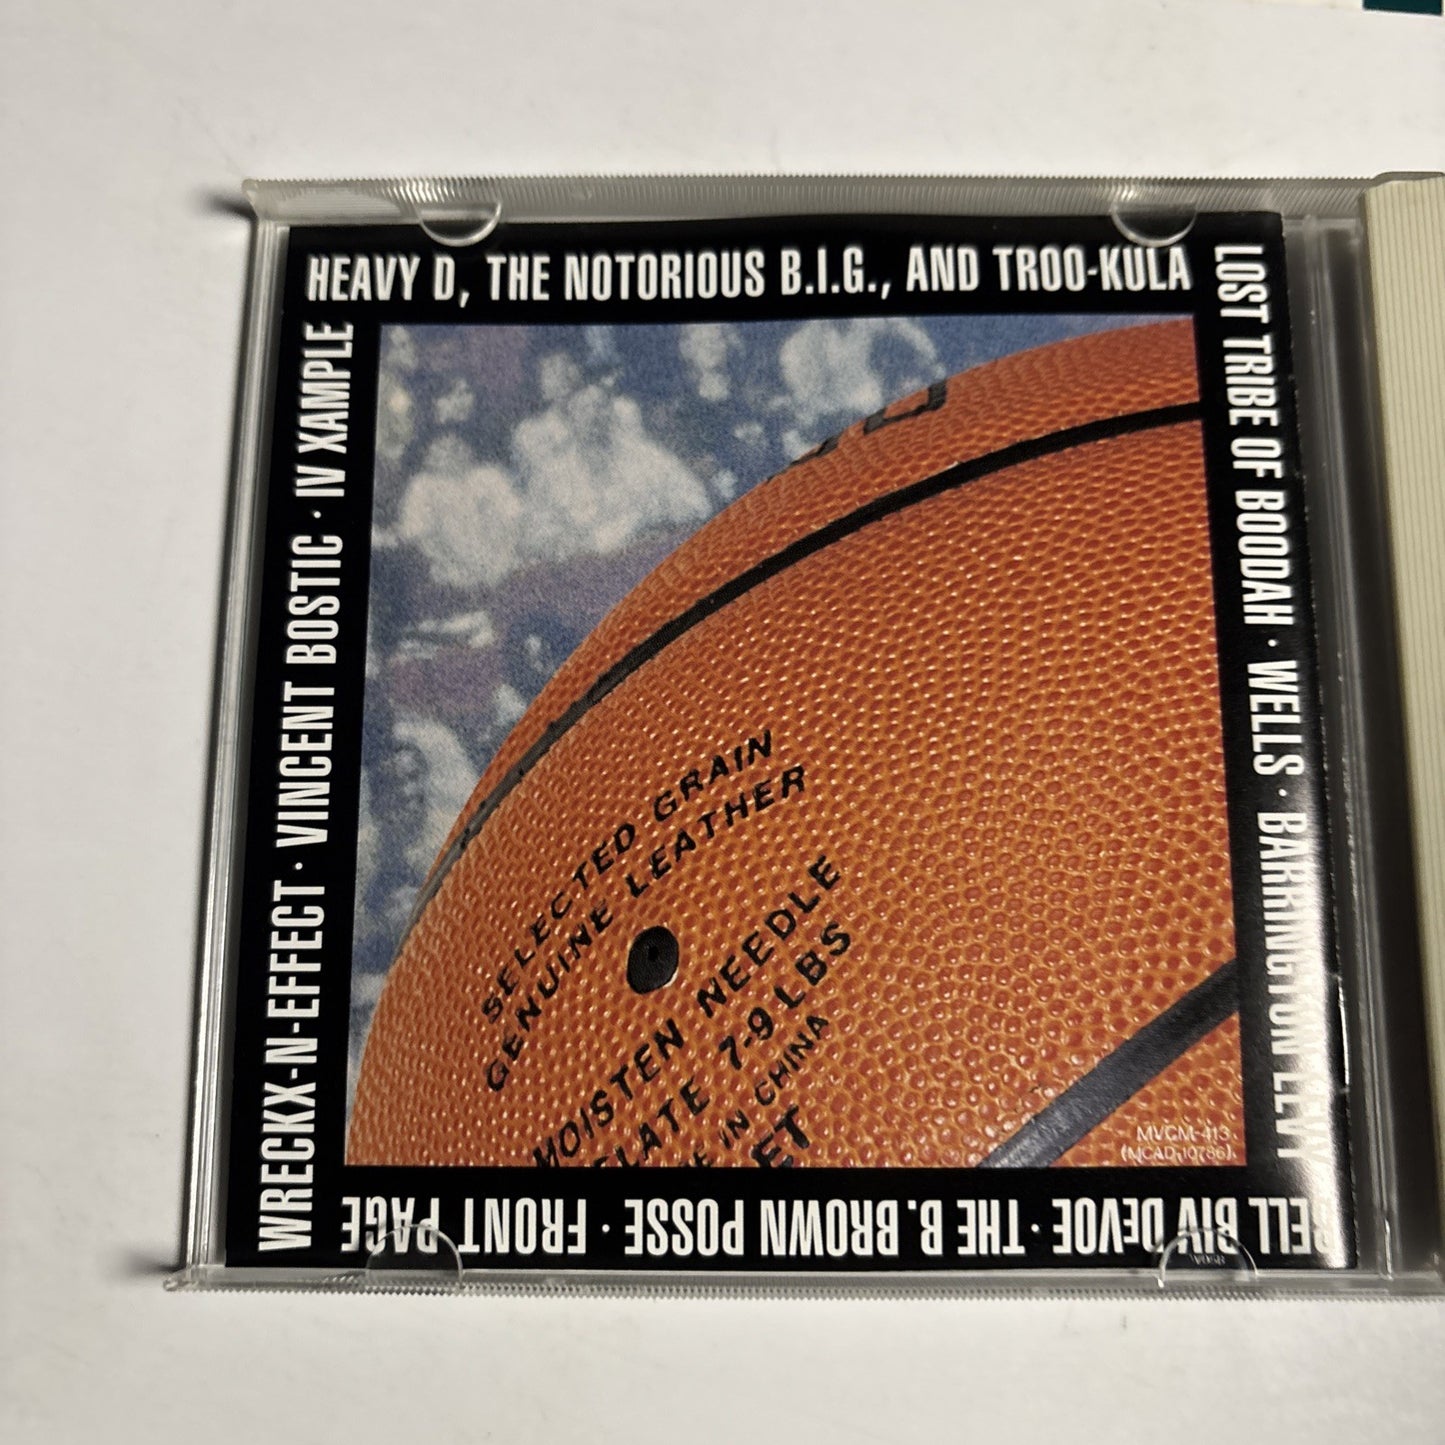 HEAVY D, THE NOTORIOUS B.I.G., AND TROO-KULA
LOST TRIBE OF BOODAH · WELLS · BARRINGTON LEVY
BELL BIV DeVOE · THE B. BROWN POSSE · FRONT PAGE
WRECKX-N-EFFECT · VINCENT BOSTIC · IV XAMPLE
SELECTED GRAIN
GENUINE LEATHER
MOISTEN NEEDLE
LATE 7-9 LBS
IN CHINA
ET
MVCM-413
(MCAD-10786)